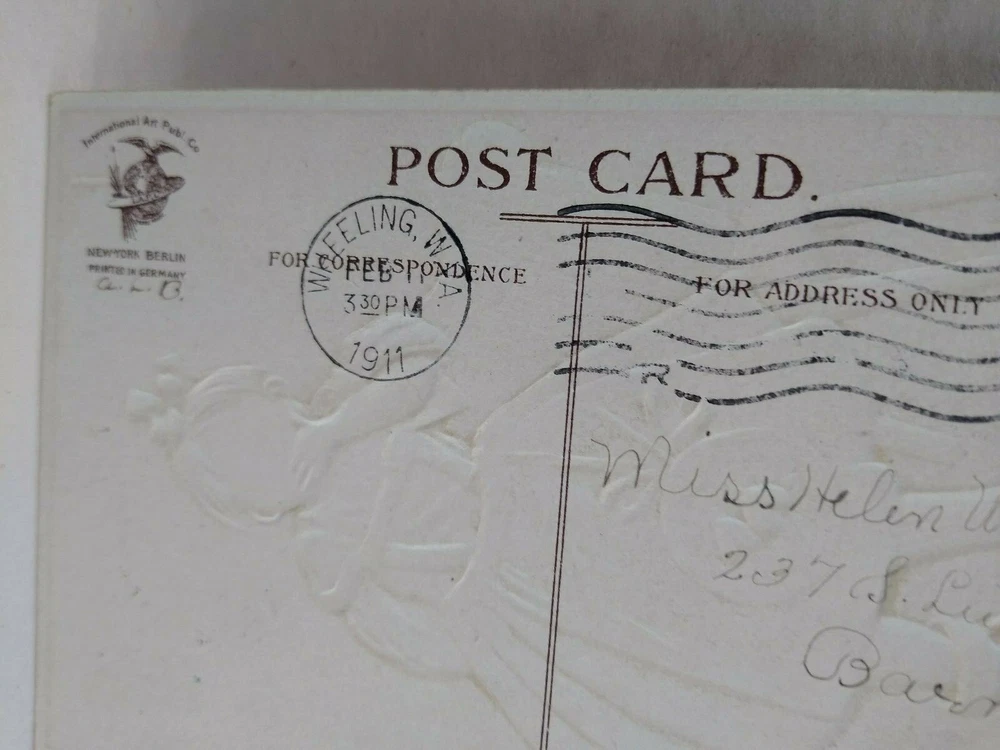 International Art Publ. Co
NEW YORK BERLIN
PRINTED IN GERMANY
POST CARD.
FOR CORRESPONDENCE
WHEELING, W. VA.
FEB 11
3 30 PM
1911
FOR ADDRESS ONLY
R
Miss Helen
237 S.